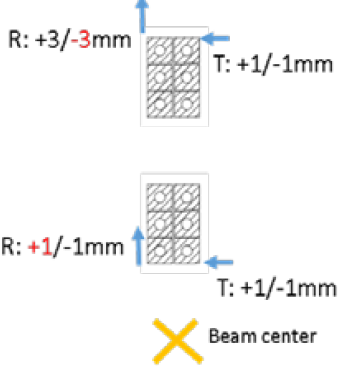 R: +3/-3mm
T: +1/-1mm
R: +1/-1mm
T: +1/-1mm
Beam center